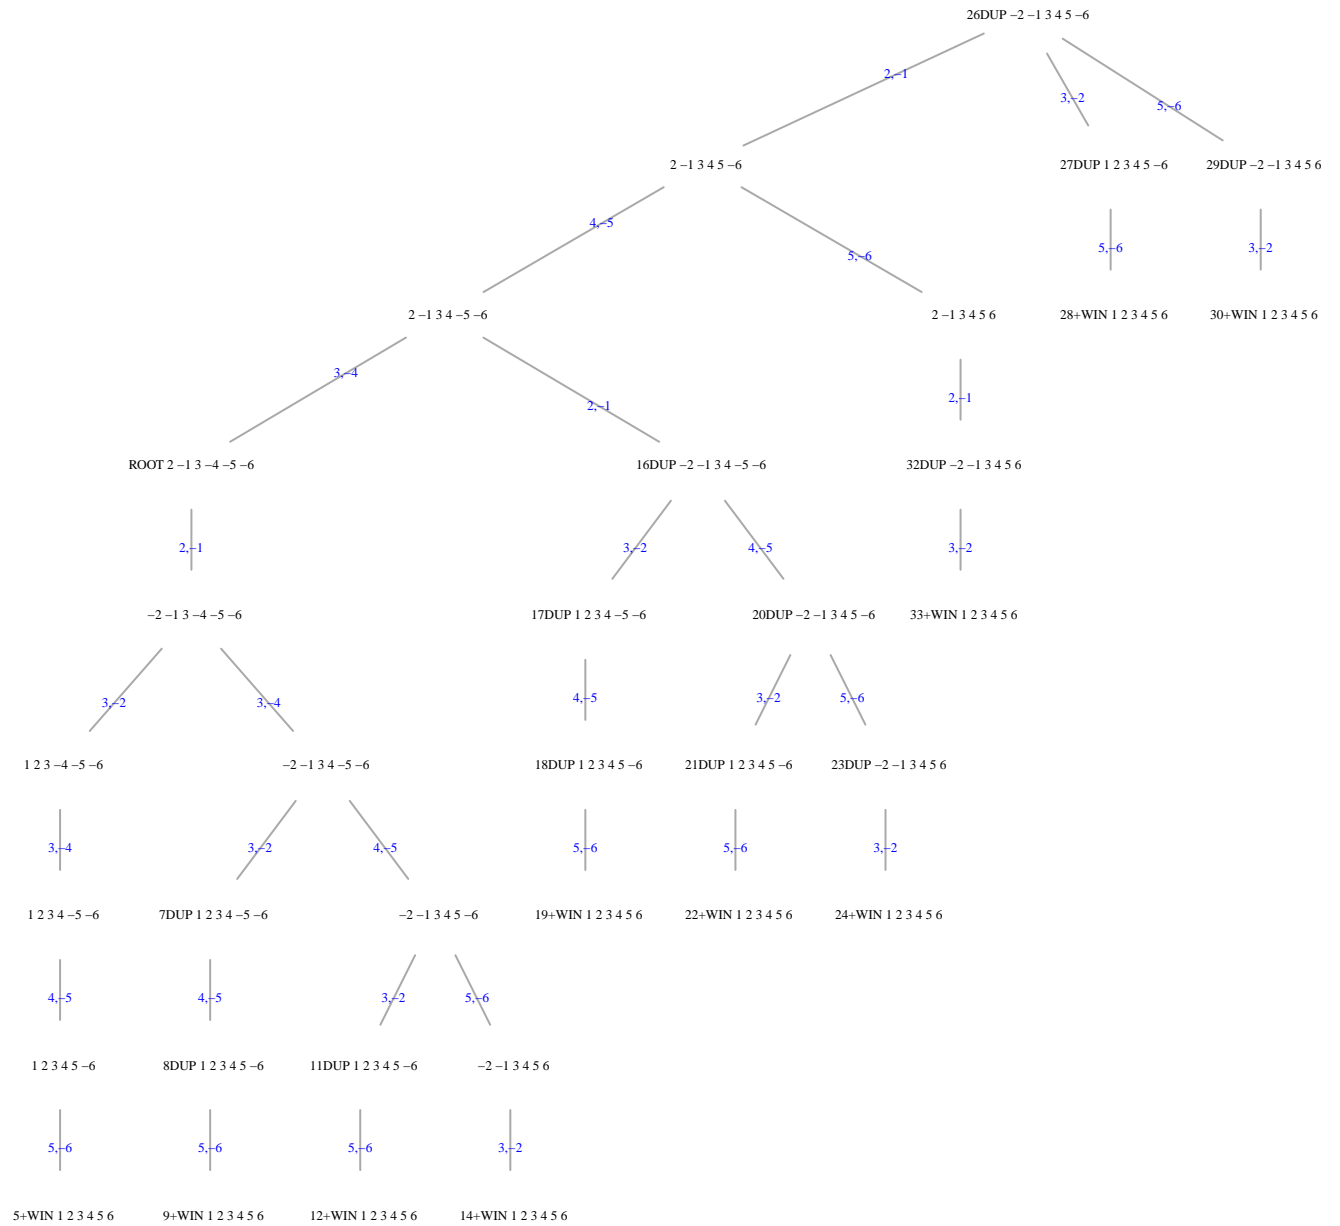 26DUP −2 −1 3 4 5 −6
2,−1
3,−2
5,−6
2 −1 3 4 5 −6
27DUP 1 2 3 4 5 −6
29DUP −2 −1 3 4 5 6
4,−5
5,−6
5,−6
3,−2
2 −1 3 4 −5 −6
2 −1 3 4 5 6
28+WIN 1 2 3 4 5 6
30+WIN 1 2 3 4 5 6
3,−4
2,−1
2,−1
ROOT 2 −1 3 −4 −5 −6
16DUP −2 −1 3 4 −5 −6
32DUP −2 −1 3 4 5 6
2,−1
3,−2
4,−5
3,−2
−2 −1 3 −4 −5 −6
17DUP 1 2 3 4 −5 −6
20DUP −2 −1 3 4 5 −6
33+WIN 1 2 3 4 5 6
3,−2
3,−4
4,−5
3,−2
5,−6
1 2 3 −4 −5 −6
−2 −1 3 4 −5 −6
18DUP 1 2 3 4 5 −6
21DUP 1 2 3 4 5 −6
23DUP −2 −1 3 4 5 6
3,−4
3,−2
4,−5
5,−6
5,−6
3,−2
1 2 3 4 −5 −6
7DUP 1 2 3 4 −5 −6
−2 −1 3 4 5 −6
19+WIN 1 2 3 4 5 6
22+WIN 1 2 3 4 5 6
24+WIN 1 2 3 4 5 6
4,−5
4,−5
3,−2
5,−6
1 2 3 4 5 −6
8DUP 1 2 3 4 5 −6
11DUP 1 2 3 4 5 −6
−2 −1 3 4 5 6
5,−6
5,−6
5,−6
3,−2
5+WIN 1 2 3 4 5 6
9+WIN 1 2 3 4 5 6
12+WIN 1 2 3 4 5 6
14+WIN 1 2 3 4 5 6